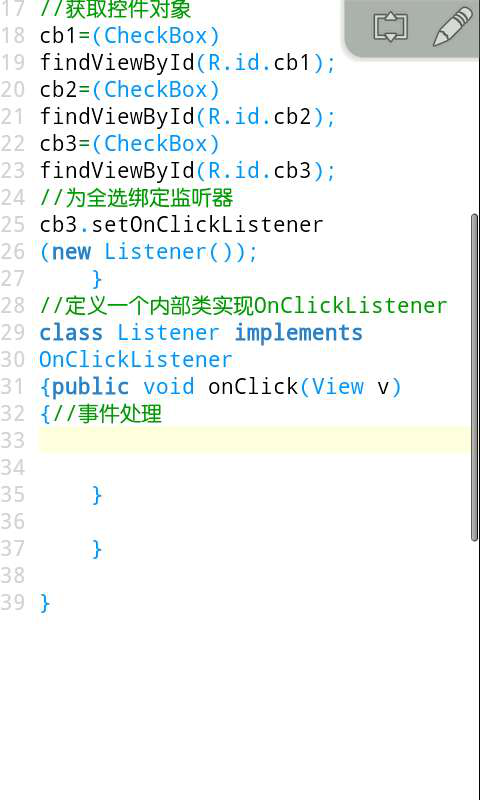 17 //获取控件对象
18 cb1=(CheckBox)
19 findViewById(R.id.cb1);
20 cb2=(CheckBox)
21 findViewById(R.id.cb2);
22 cb3=(CheckBox)
23 findViewById(R.id.cb3);
24 //为全选绑定监听器
25 cb3.setOnClickListener
26 (new Listener());
27     }
28 //定义一个内部类实现OnClickListener
29 class Listener implements
30 OnClickListener
31 {public void onClick(View v)
32 {//事件处理
33
34
35     }
36
37     }
38
39 }